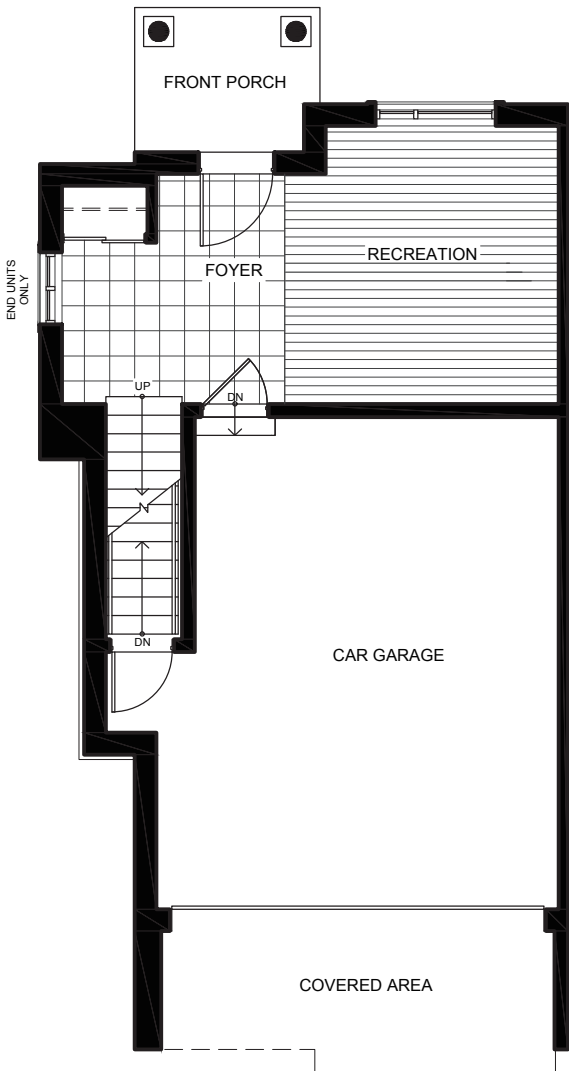 FRONT PORCH
RECREATION
FOYER
END UNITS
ONLY
UP
DN
DN
CAR GARAGE
COVERED AREA